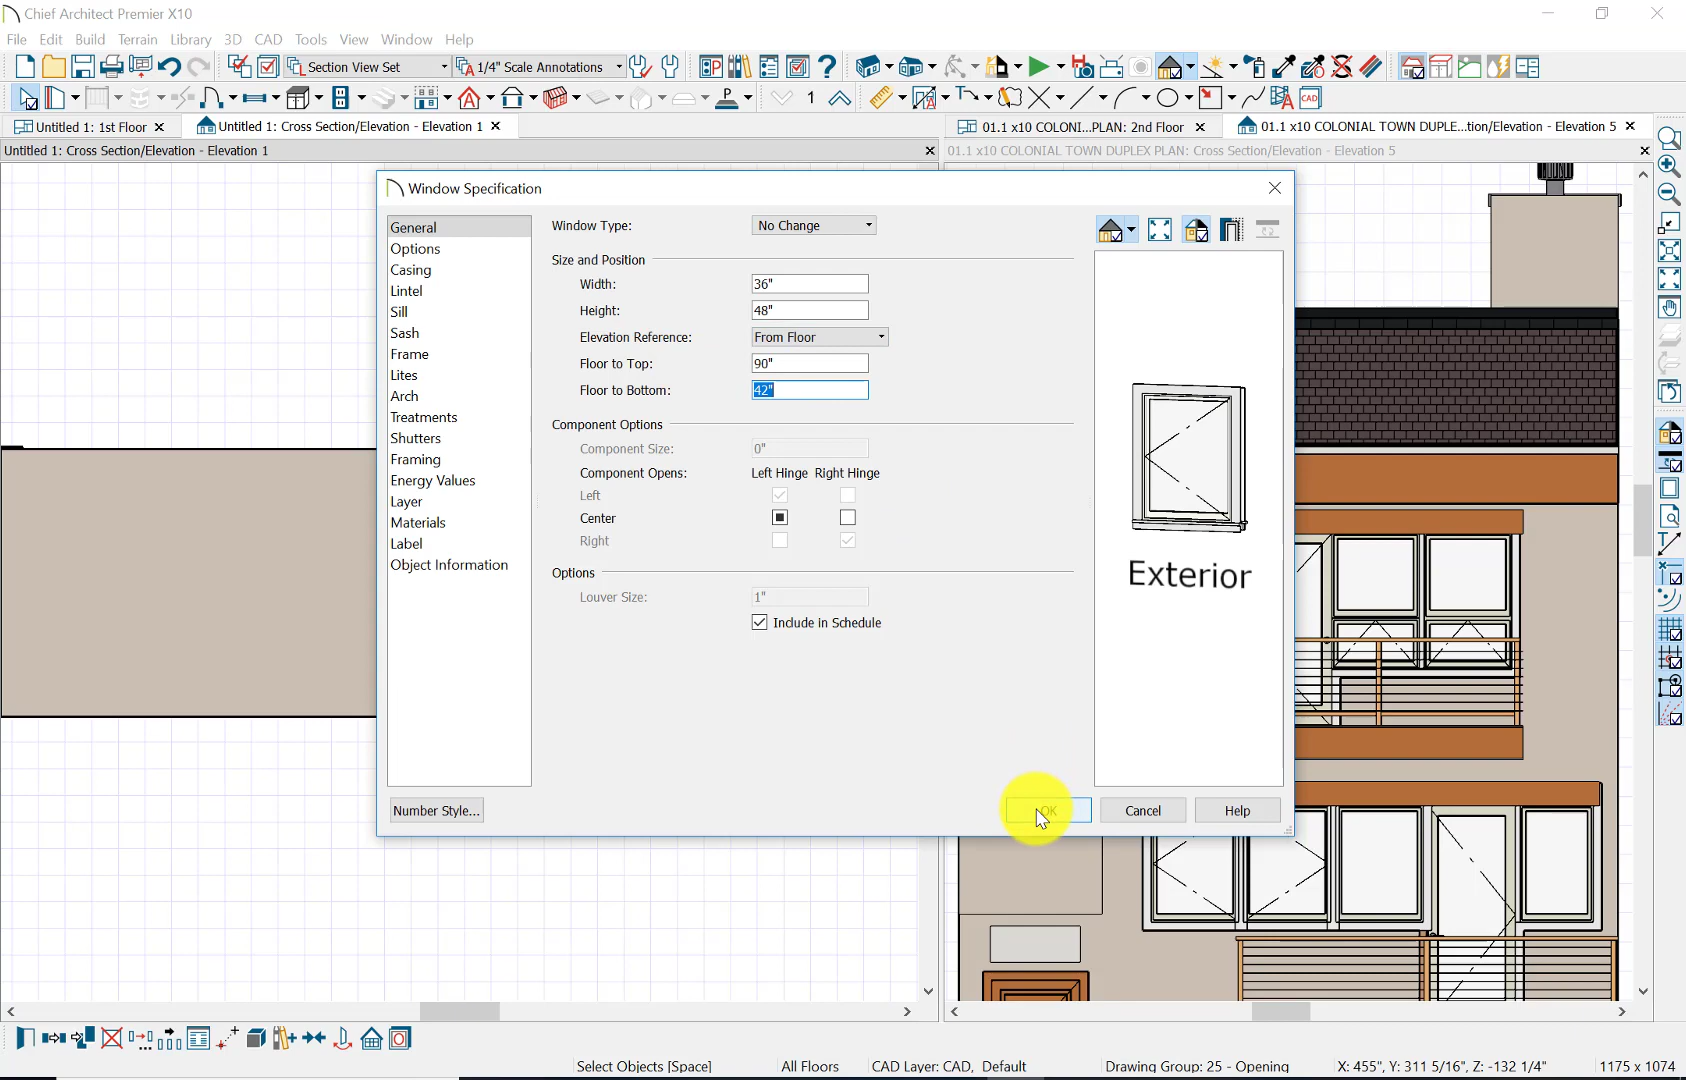 Chief Architect Premier X10
File Edit Build Terrain Library 3D CAD Tools View Window Help
Section View Set
1/4" Scale Annotations
1
CAD
Untitled 1: 1st Floor
Untitled 1: Cross Section/Elevation - Elevation 1
01.1 x10 COLONI...PLAN: 2nd Floor
01.1 x10 COLONIAL TOWN DUPLE...tion/Elevation - Elevation 5
Untitled 1: Cross Section/Elevation - Elevation 1
01.1 x10 COLONIAL TOWN DUPLEX PLAN: Cross Section/Elevation - Elevation 5
Window Specification
General
Options
Casing
Lintel
Sill
Sash
Frame
Lites
Arch
Treatments
Shutters
Framing
Energy Values
Layer
Materials
Label
Object Information
Window Type: No Change
Size and Position
Width: 36"
Height: 48"
Elevation Reference: From Floor
Floor to Top: 90"
Floor to Bottom: 42"
Component Options
Component Size: 0"
Component Opens: Left Hinge Right Hinge
Left
Center
Right
Options
Louver Size: 1"
Include in Schedule
Exterior
Number Style... OK Cancel Help
Select Objects [Space] All Floors CAD Layer: CAD, Default Drawing Group: 25 - Opening X: 455", Y: 311 5/16", Z: -132 1/4" 1175 x 1074